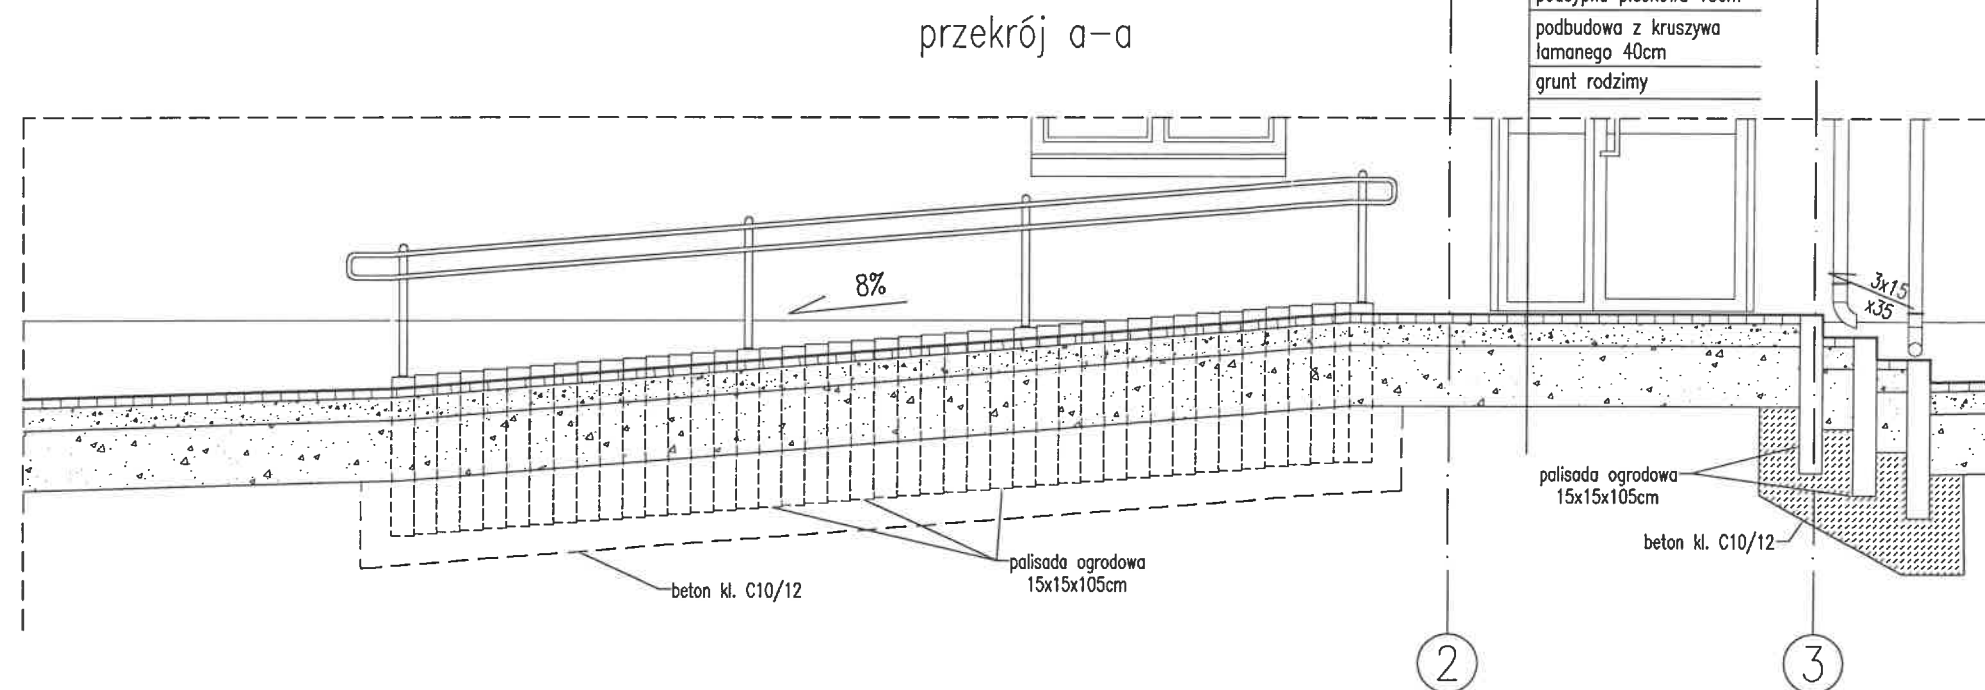 przekrój a-a
podbudowa z kruszywa
łamanego 40cm
grunt rodzimy
8%
3x15
x35
palisada ogrodowa
15x15x105cm
beton kl. C10/12
palisada ogrodowa
15x15x105cm
beton kl. C10/12
2
3